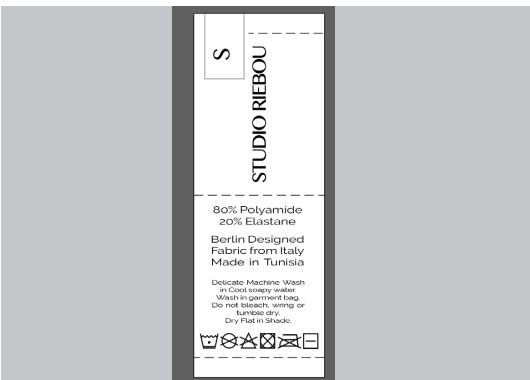 S
STUDIO RIEBOU
80% Polyamide
20% Elastane
Berlin Designed
Fabric from Italy
Made in Tunisia
Delicate Machine Wash
in Cool soapy water.
Wash in garment bag.
Do not bleach, wring or
tumble dry.
Dry Flat in Shade.